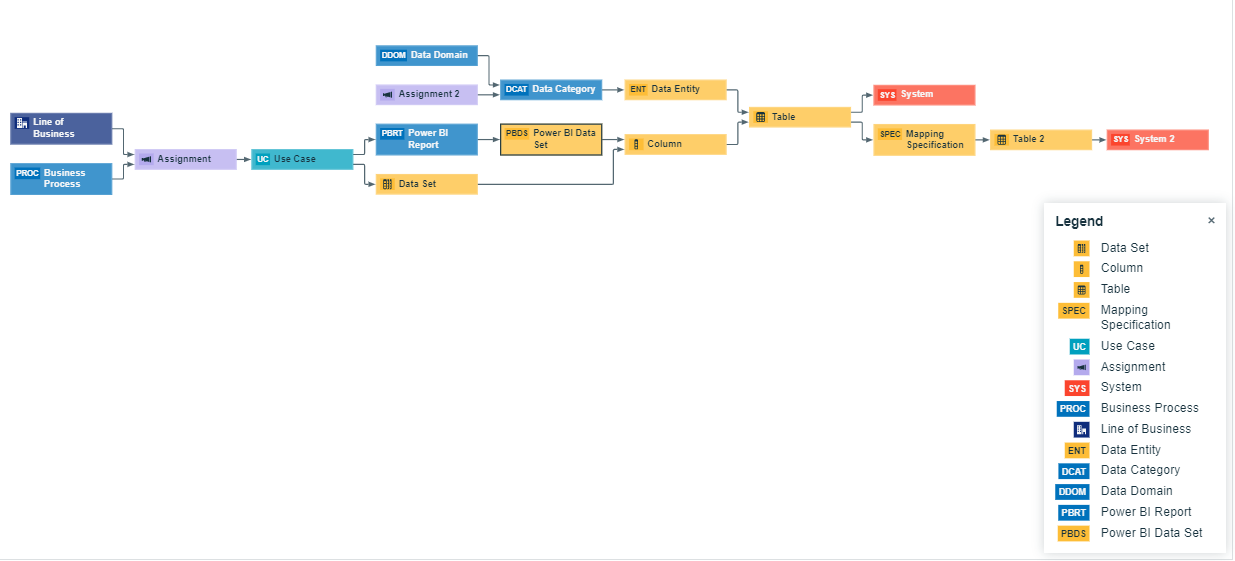 DDOM Data Domain
Assignment 2
DCAT Data Category
ENT Data Entity
SYS System
Table
Line of
Business
PBRT Power BI
Report
PBDS Power BI Data
Set
Column
SPEC Mapping
Specification
Table 2
SYS System 2
Assignment
UC Use Case
PROC Business
Process
Data Set
Legend ×
Data Set
Column
Table
SPEC Mapping
Specification
UC Use Case
Assignment
SYS System
PROC Business Process
Line of Business
ENT Data Entity
DCAT Data Category
DDOM Data Domain
PBRT Power BI Report
PBDS Power BI Data Set